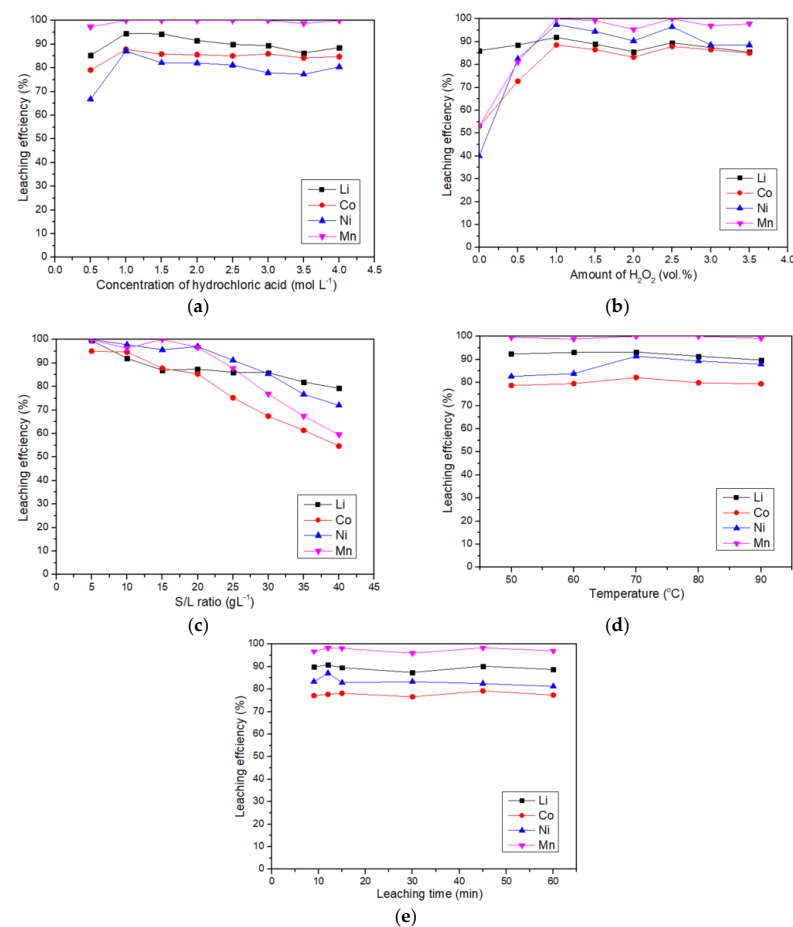 100
90
80
70
60
50
40
30
20
10
0
Leaching effciency (%)
Li
Co
Ni
Mn
0.0 0.5 1.0 1.5 2.0 2.5 3.0 3.5 4.0 4.5
Concentration of hydrochloric acid (mol L⁻¹)
(a)
100
90
80
70
60
50
40
30
20
10
0
Leaching effciency (%)
Li
Co
Ni
Mn
0.0 0.5 1.0 1.5 2.0 2.5 3.0 3.5 4.0
Amount of H₂O₂ (vol.%)
(b)
100
90
80
70
60
50
40
30
20
10
0
Leaching effciency (%)
Li
Co
Ni
Mn
0 5 10 15 20 25 30 35 40 45
S/L ratio (gL⁻¹)
(c)
100
90
80
70
60
50
40
30
20
10
0
Leaching effciency (%)
Li
Co
Ni
Mn
50 60 70 80 90
Temperature (°C)
(d)
100
90
80
70
60
50
40
30
20
10
0
Leaching effciency (%)
Li
Co
Ni
Mn
10 20 30 40 50 60
Leaching time (min)
(e)